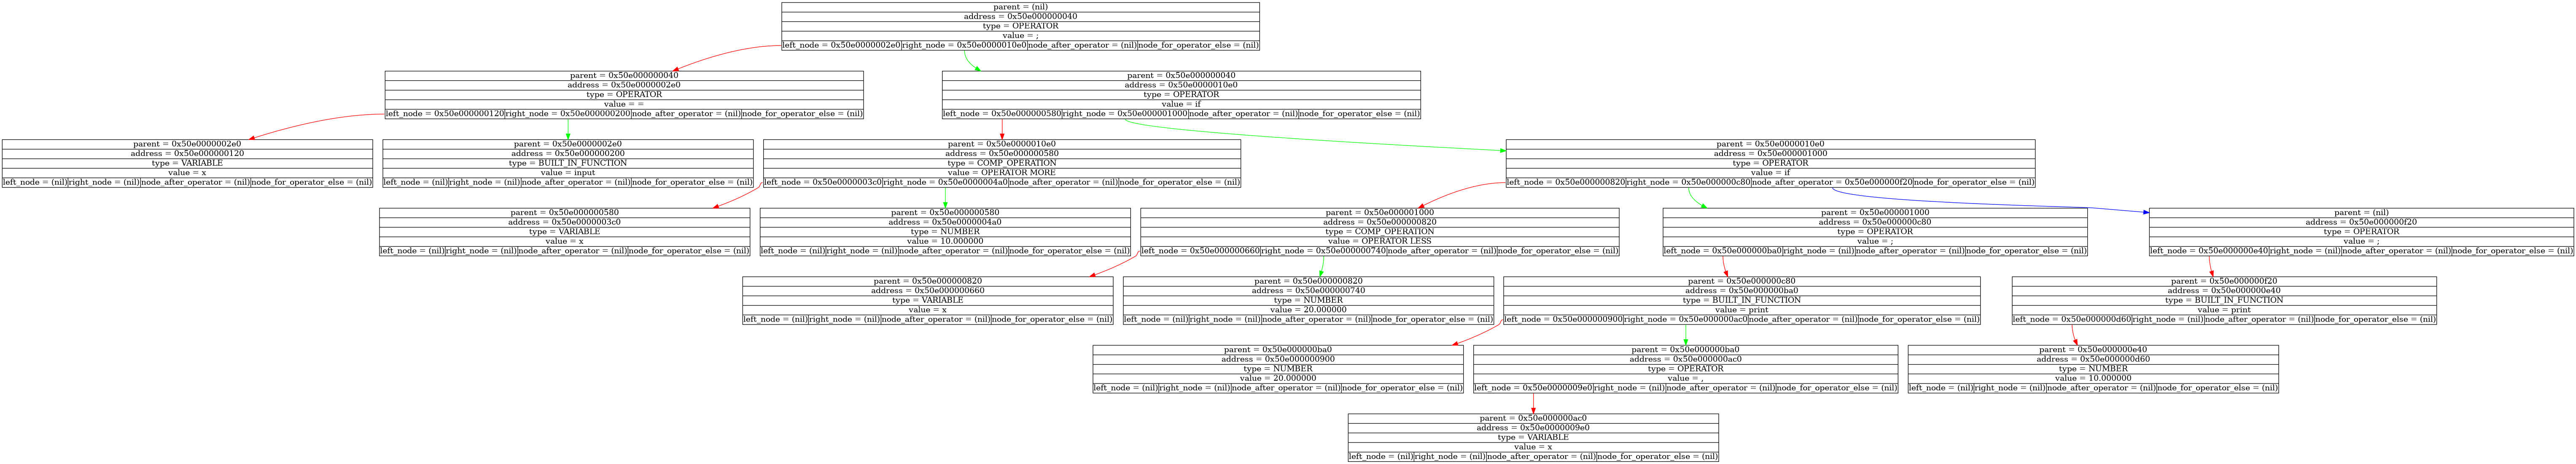 parent = (nil)
address = 0x50e000000040
type = OPERATOR
value = ;
left_node = 0x50e0000002e0 right_node = 0x50e0000010e0 node_after_operator = (nil) node_for_operator_else = (nil)
parent = 0x50e000000040
address = 0x50e0000002e0
type = OPERATOR
value = =
left_node = 0x50e000000120 right_node = 0x50e000000200 node_after_operator = (nil) node_for_operator_else = (nil)
parent = 0x50e000000040
address = 0x50e0000010e0
type = OPERATOR
value = if
left_node = 0x50e000000580 right_node = 0x50e000001000 node_after_operator = (nil) node_for_operator_else = (nil)
parent = 0x50e0000002e0
address = 0x50e000000120
type = VARIABLE
value = x
left_node = (nil) right_node = (nil) node_after_operator = (nil) node_for_operator_else = (nil)
parent = 0x50e0000002e0
address = 0x50e000000200
type = BUILT_IN_FUNCTION
value = input
left_node = (nil) right_node = (nil) node_after_operator = (nil) node_for_operator_else = (nil)
parent = 0x50e0000010e0
address = 0x50e000000580
type = COMP_OPERATION
value = OPERATOR MORE
left_node = 0x50e0000003c0 right_node = 0x50e0000004a0 node_after_operator = (nil) node_for_operator_else = (nil)
parent = 0x50e0000010e0
address = 0x50e000001000
type = OPERATOR
value = if
left_node = 0x50e000000820 right_node = 0x50e000000c80 node_after_operator = 0x50e000000f20 node_for_operator_else = (nil)
parent = 0x50e000000580
address = 0x50e0000003c0
type = VARIABLE
value = x
left_node = (nil) right_node = (nil) node_after_operator = (nil) node_for_operator_else = (nil)
parent = 0x50e000000580
address = 0x50e0000004a0
type = NUMBER
value = 10.000000
left_node = (nil) right_node = (nil) node_after_operator = (nil) node_for_operator_else = (nil)
parent = 0x50e000001000
address = 0x50e000000820
type = COMP_OPERATION
value = OPERATOR LESS
left_node = 0x50e000000660 right_node = 0x50e000000740 node_after_operator = (nil) node_for_operator_else = (nil)
parent = 0x50e000001000
address = 0x50e000000c80
type = OPERATOR
value = ;
left_node = 0x50e000000ba0 right_node = (nil) node_after_operator = (nil) node_for_operator_else = (nil)
parent = (nil)
address = 0x50e000000f20
type = OPERATOR
value = ;
left_node = 0x50e000000e40 right_node = (nil) node_after_operator = (nil) node_for_operator_else = (nil)
parent = 0x50e000000820
address = 0x50e000000660
type = VARIABLE
value = x
left_node = (nil) right_node = (nil) node_after_operator = (nil) node_for_operator_else = (nil)
parent = 0x50e000000820
address = 0x50e000000740
type = NUMBER
value = 20.000000
left_node = (nil) right_node = (nil) node_after_operator = (nil) node_for_operator_else = (nil)
parent = 0x50e000000c80
address = 0x50e000000ba0
type = BUILT_IN_FUNCTION
value = print
left_node = 0x50e000000900 right_node = 0x50e000000ac0 node_after_operator = (nil) node_for_operator_else = (nil)
parent = 0x50e000000f20
address = 0x50e000000e40
type = BUILT_IN_FUNCTION
value = print
left_node = 0x50e000000d60 right_node = (nil) node_after_operator = (nil) node_for_operator_else = (nil)
parent = 0x50e000000ba0
address = 0x50e000000900
type = NUMBER
value = 20.000000
left_node = (nil) right_node = (nil) node_after_operator = (nil) node_for_operator_else = (nil)
parent = 0x50e000000ba0
address = 0x50e000000ac0
type = OPERATOR
value = ,
left_node = 0x50e0000009e0 right_node = (nil) node_after_operator = (nil) node_for_operator_else = (nil)
parent = 0x50e000000e40
address = 0x50e000000d60
type = NUMBER
value = 10.000000
left_node = (nil) right_node = (nil) node_after_operator = (nil) node_for_operator_else = (nil)
parent = 0x50e000000ac0
address = 0x50e0000009e0
type = VARIABLE
value = x
left_node = (nil) right_node = (nil) node_after_operator = (nil) node_for_operator_else = (nil)